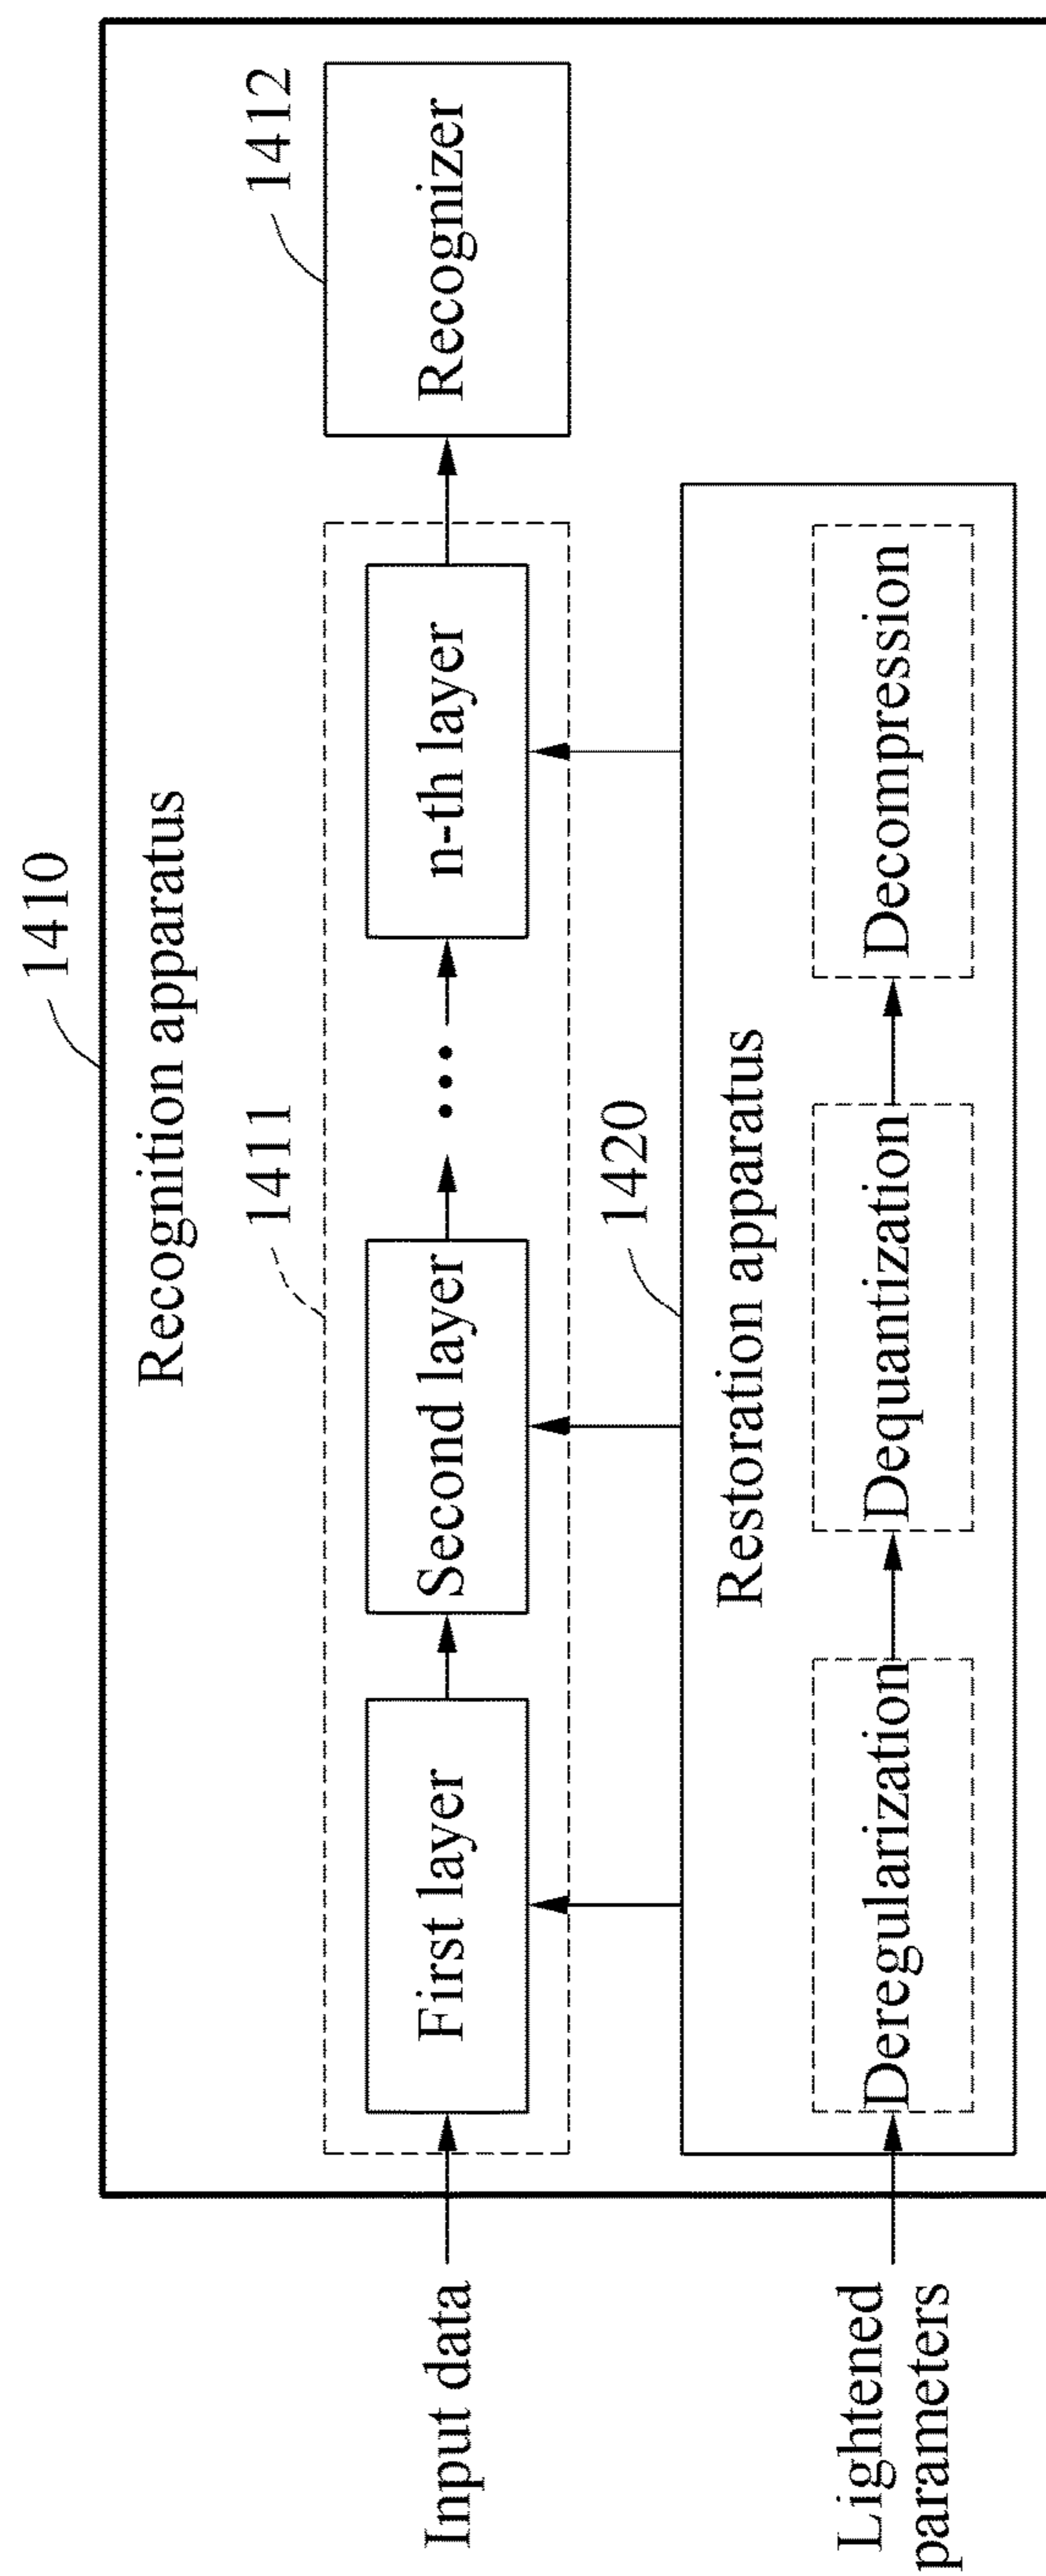 1410
Recognition apparatus
1411
1412
Input data
First layer
Second layer
...
n-th layer
Recognizer
1420
Restoration apparatus
Lightened
parameters
Deregularization
Dequantization
Decompression